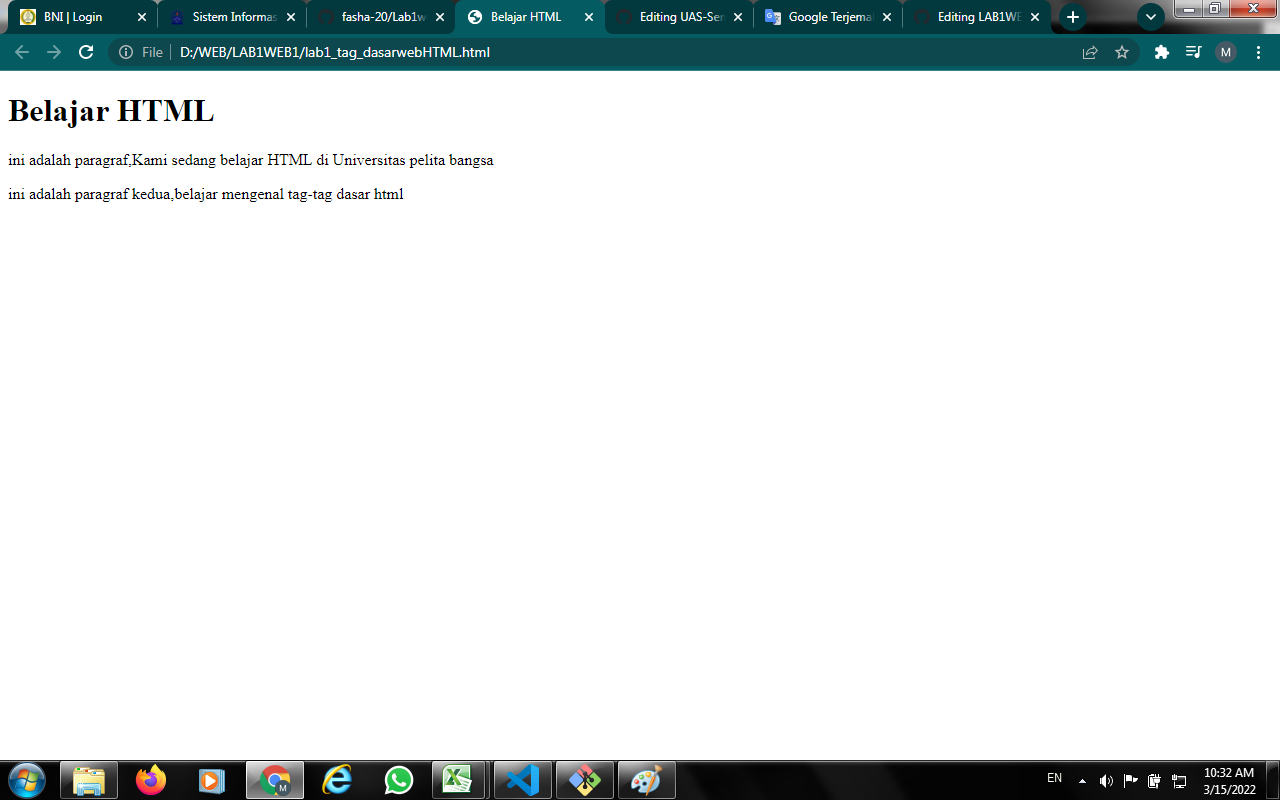 BNI | Login
Sistem Informas
fasha-20/Lab1w
Belajar HTML
Editing UAS-Ser
Google Terjema
Editing LAB1WE
File
D:/WEB/LAB1WEB1/lab1_tag_dasarwebHTML.html
M
Belajar HTML
ini adalah paragraf,Kami sedang belajar HTML di Universitas pelita bangsa
ini adalah paragraf kedua,belajar mengenal tag-tag dasar html
M
EN
10:32 AM
3/15/2022